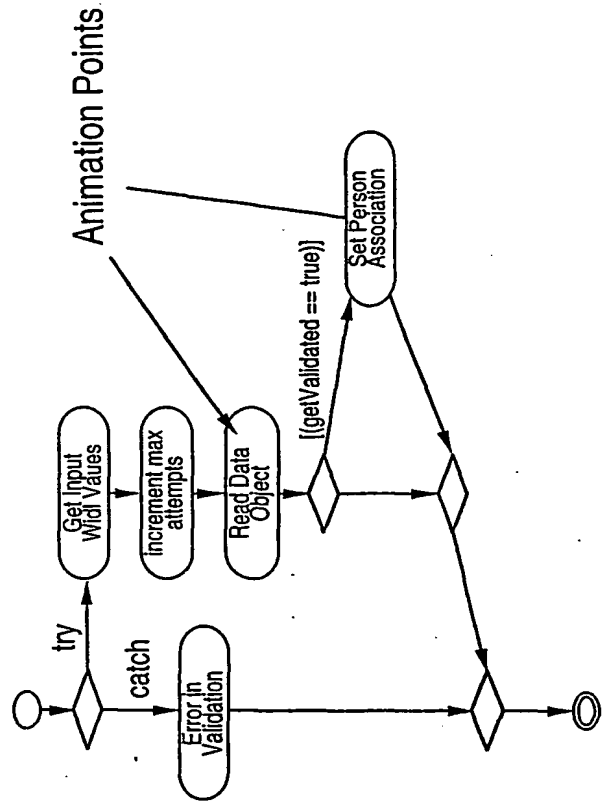 Animation Points
try
Get Input
Widl Values
increment max
attempts
Read Data
Object
[(getValidated == true)]
Set Person
Association
catch
Error in
Validation